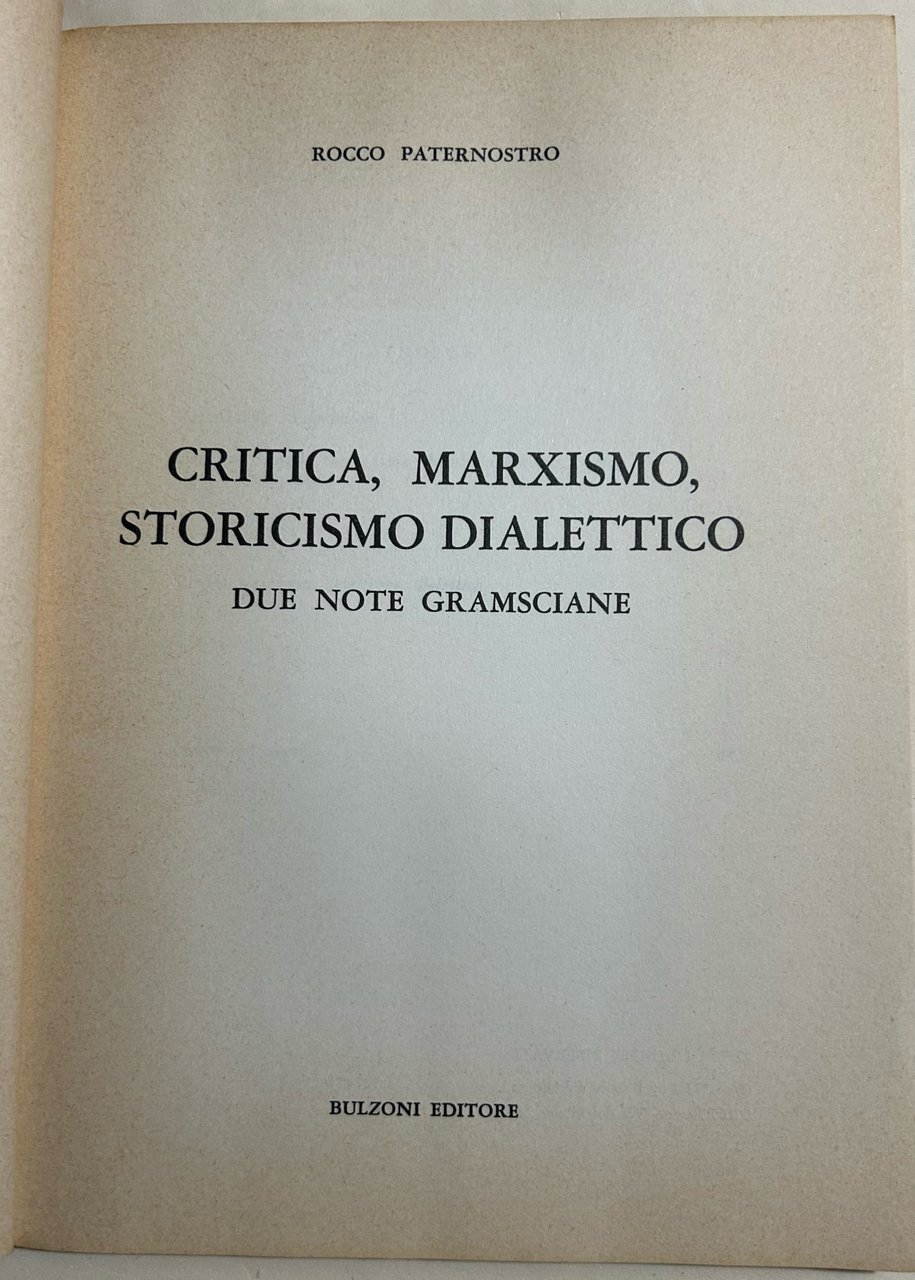 ROCCO PATERNOSTRO
CRITICA, MARXISMO,
STORICISMO DIALETTICO
DUE NOTE GRAMSCIANE
BULZONI EDITORE